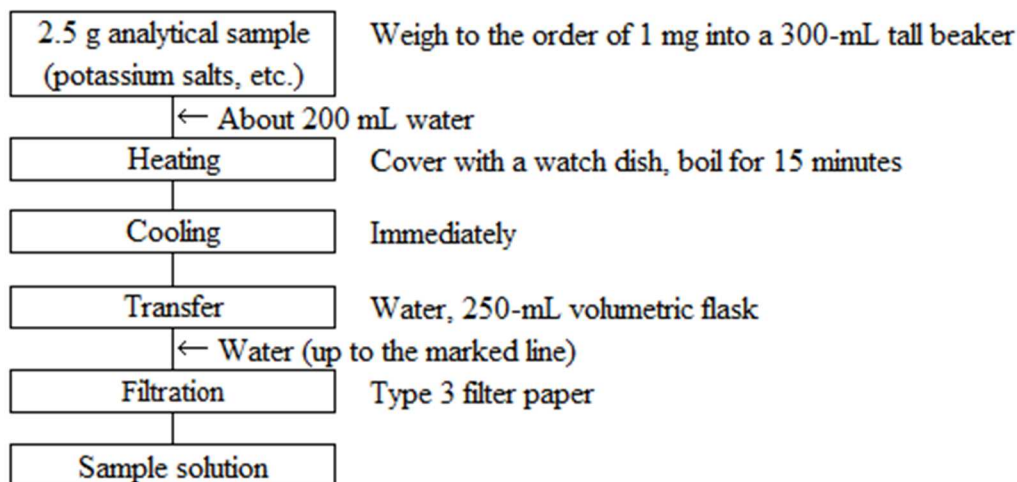 2.5 g analytical sample
(potassium salts, etc.)
Weigh to the order of 1 mg into a 300-mL tall beaker
← About 200 mL water
Heating
Cover with a watch dish, boil for 15 minutes
Cooling
Immediately
Transfer
Water, 250-mL volumetric flask
← Water (up to the marked line)
Filtration
Type 3 filter paper
Sample solution